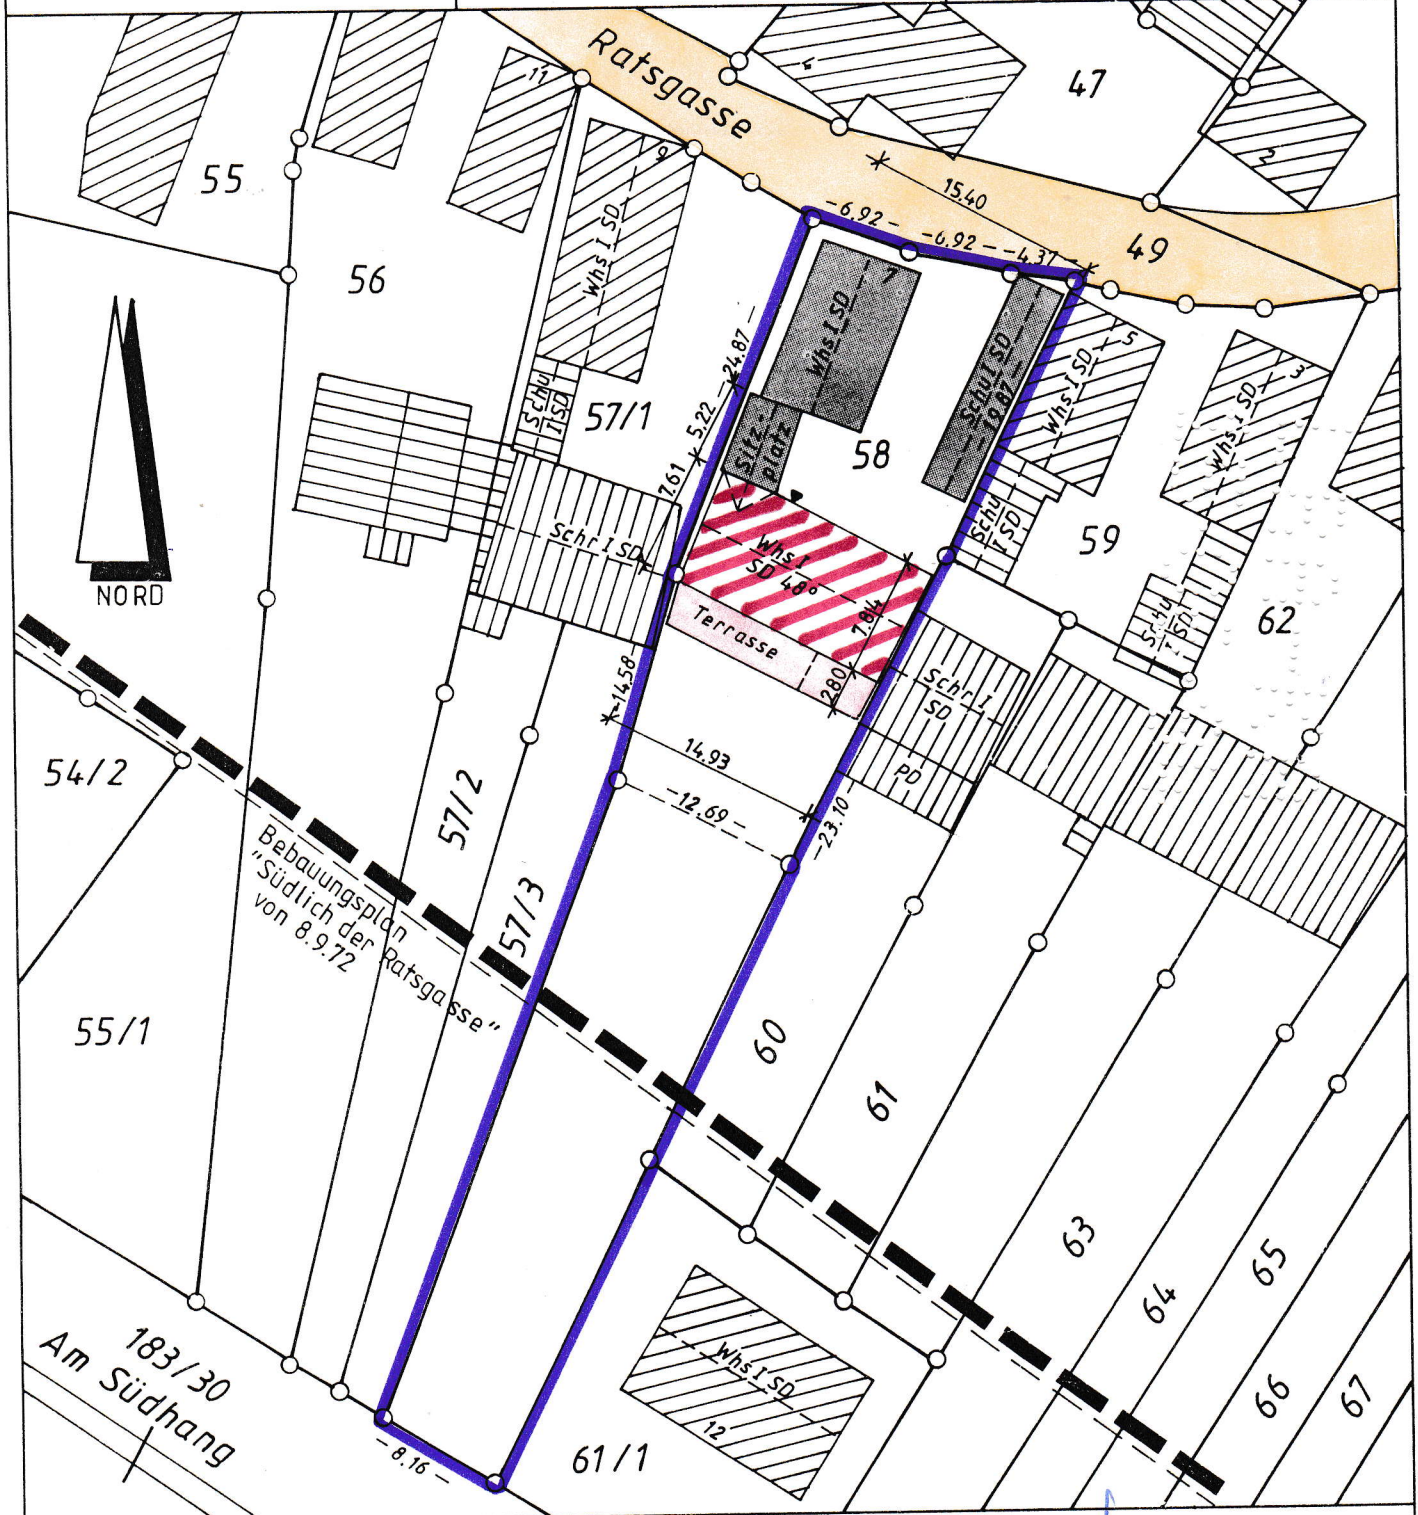 Ratsgasse
4
47
2
11
9
55
56
Whs I SD
15.40
-6.92-
-6.92-
-4.37-
49
7
Whs I SD
5
Whs I SD
3
Whs I SD
-24.87-
5.22
7.61
Schu
I SD
57/1
Sitz-
platz
58
Schu I SD
-19.87-
Schu
I SD
59
Schu
I SD
62
NORD
Schr I SD
Whs I
SD 48°
7.84
Terrasse
2.80
Schr I
SD
PD
-14.58
14.93
-12.69-
-23.10-
54/2
57/2
57/3
Bebauungsplan
"Südlich der Ratsgasse"
von 8.9.72
55/1
60
61
63
64
65
66
67
183/30
Am Südhang
-8.16-
Whs I SD
12
61/1